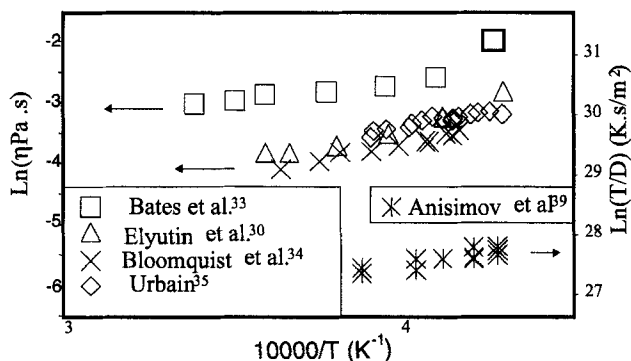 -2
-3
-4
-5
-6
Ln(ηPa .s)
31
30
29
28
27
Ln(T/D) (K.s/m²)
Bates et al.³³
Elyutin et al.³⁰
Bloomquist et al.³⁴
Urbain³⁵
Anisimov et al³⁹
3
4
10000/T (K⁻¹)